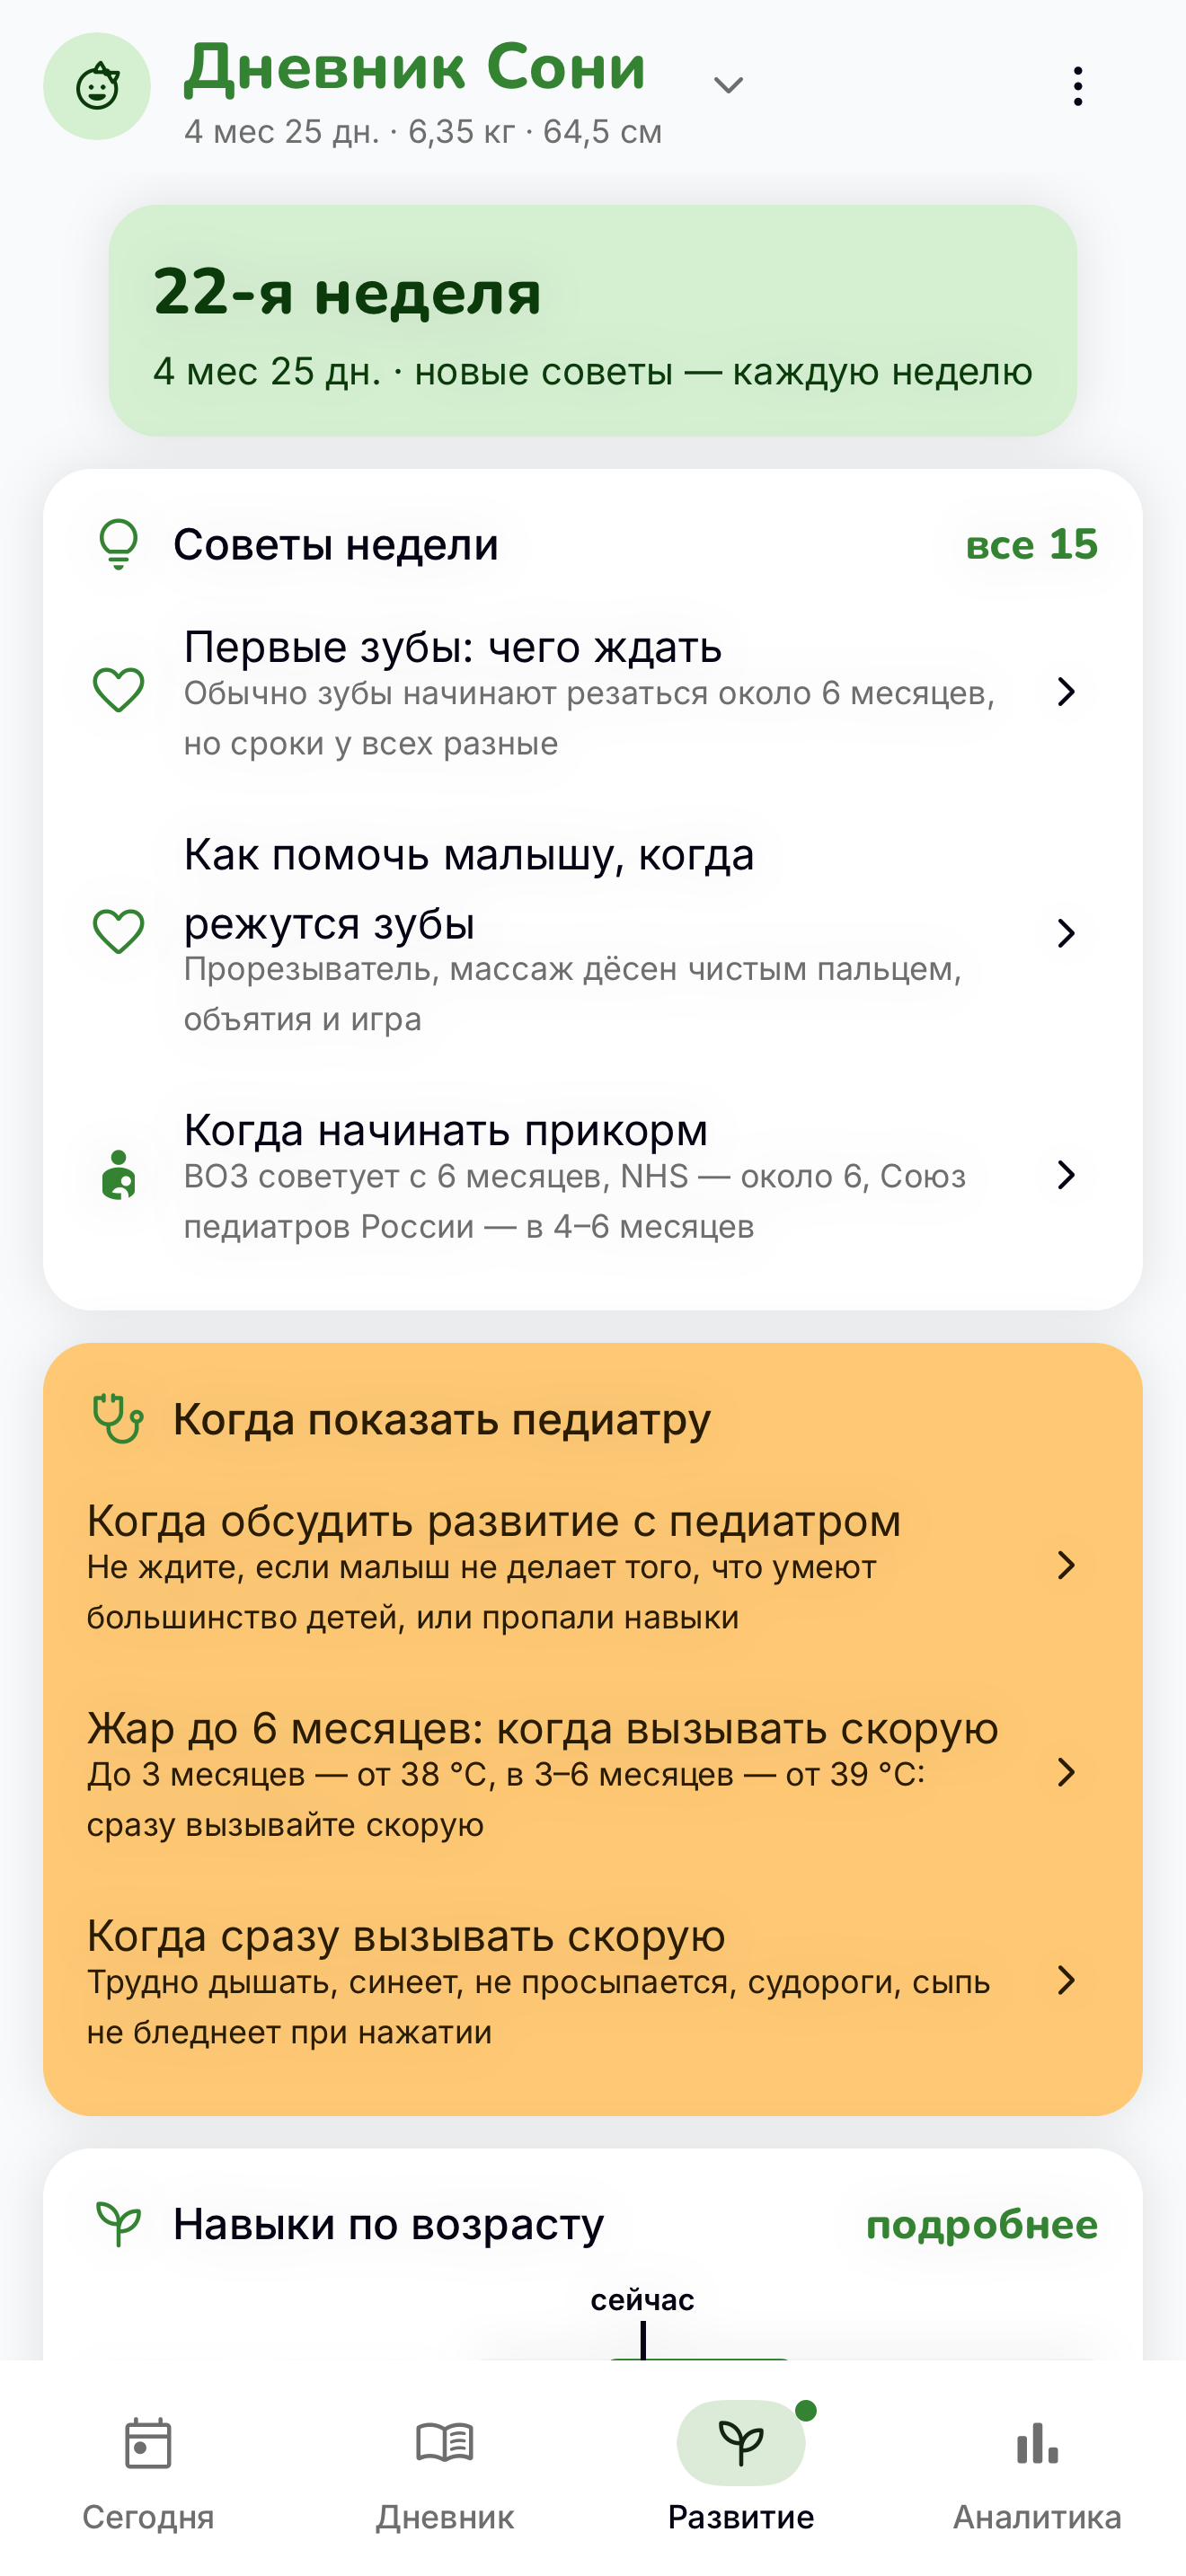 Дневник Сони
4 мес 25 дн. · 6,35 кг · 64,5 см
22-я неделя
4 мес 25 дн. · новые советы — каждую неделю
Советы недели
все 15
Первые зубы: чего ждать
Обычно зубы начинают резаться около 6 месяцев,
но сроки у всех разные
Как помочь малышу, когда
режутся зубы
Прорезыватель, массаж дёсен чистым пальцем,
объятия и игра
Когда начинать прикорм
ВОЗ советует с 6 месяцев, NHS — около 6, Союз
педиатров России — в 4–6 месяцев
Когда показать педиатру
Когда обсудить развитие с педиатром
Не ждите, если малыш не делает того, что умеют
большинство детей, или пропали навыки
Жар до 6 месяцев: когда вызывать скорую
До 3 месяцев — от 38 °C, в 3–6 месяцев — от 39 °C:
сразу вызывайте скорую
Когда сразу вызывать скорую
Трудно дышать, синеет, не просыпается, судороги, сыпь
не бледнеет при нажатии
Навыки по возрасту
подробнее
сейчас
Сегодня
Дневник
Развитие
Аналитика